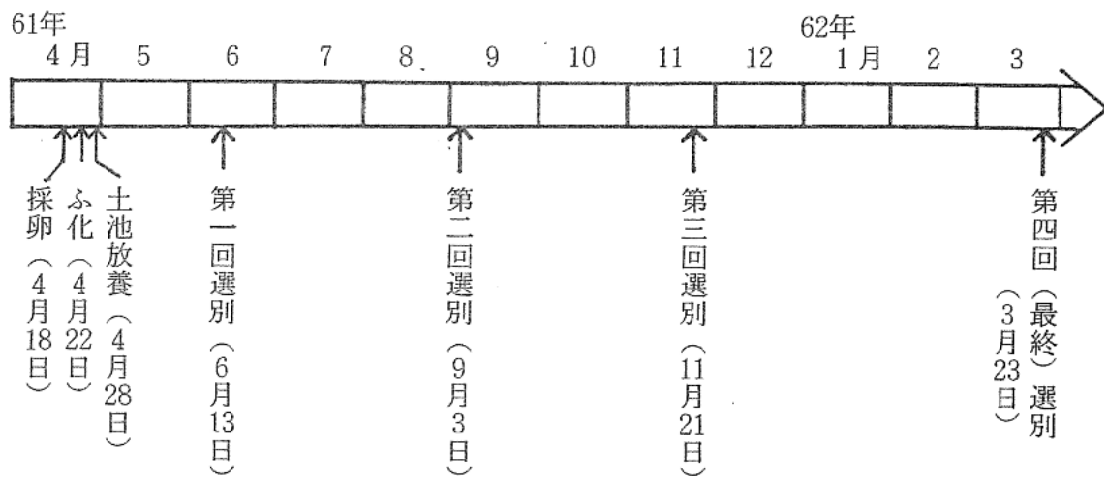 61年
62年
4月 5 6 7 8 9 10 11 12 1月 2 3
採卵（4月18日）
ふ化（4月22日）
土池放養（4月28日）
第一回選別（6月13日）
第二回選別（9月3日）
第三回選別（11月21日）
第四回（最終）選別
（3月23日）